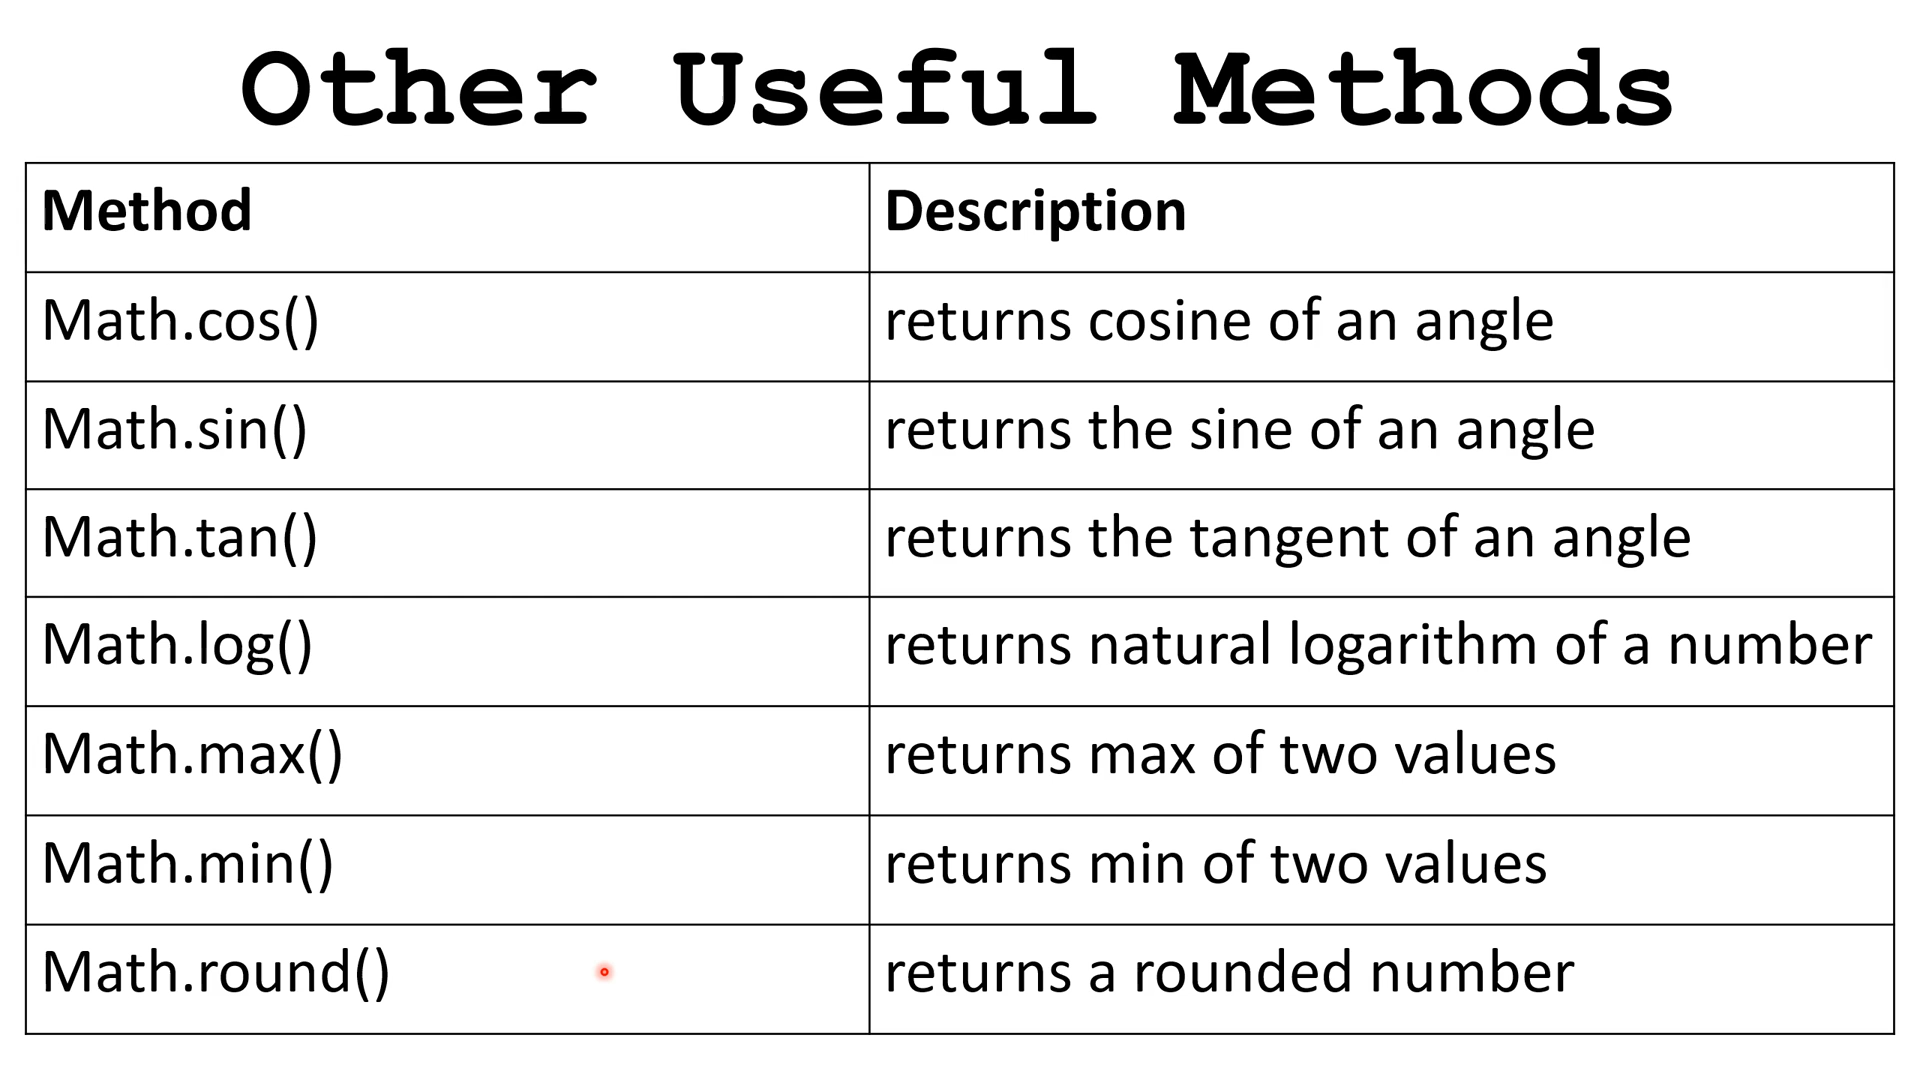 Other Useful Methods
Method Description
Math.cos() returns cosine of an angle
Math.sin() returns the sine of an angle
Math.tan() returns the tangent of an angle
Math.log() returns natural logarithm of a number
Math.max() returns max of two values
Math.min() returns min of two values
Math.round() returns a rounded number